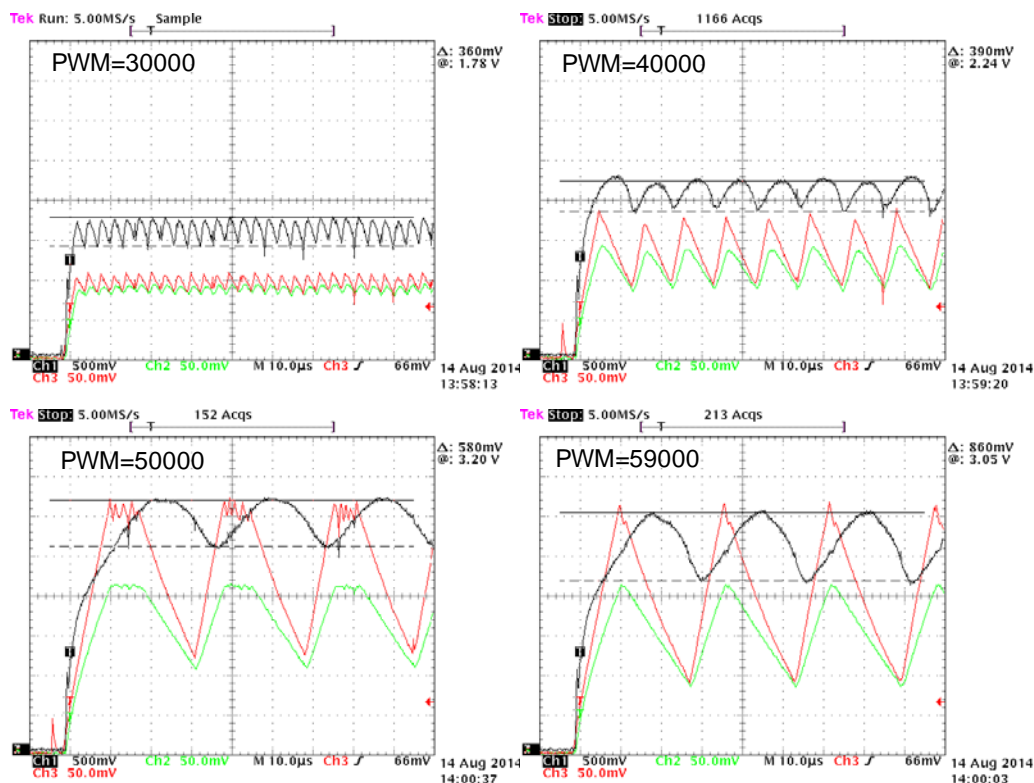 Tek Run: 5.00MS/s Sample
Δ: 360mV
@: 1.78 V
PWM=30000
T
T
Ch1 500mV Ch2 50.0mV M 10.0µs Ch3 66mV
Ch3 50.0mV
14 Aug 2014
13:58:13
Tek Stop: 5.00MS/s 1166 Acqs
Δ: 390mV
@: 2.24 V
PWM=40000
T
T
Ch1 500mV Ch2 50.0mV M 10.0µs Ch3 66mV
Ch3 50.0mV
14 Aug 2014
13:59:20
Tek Stop: 5.00MS/s 152 Acqs
Δ: 580mV
@: 3.20 V
PWM=50000
T
T
Ch1 500mV Ch2 50.0mV M 10.0µs Ch3 66mV
Ch3 50.0mV
14 Aug 2014
14:00:37
Tek Stop: 5.00MS/s 213 Acqs
Δ: 860mV
@: 3.05 V
PWM=59000
T
T
Ch1 500mV Ch2 50.0mV M 10.0µs Ch3 66mV
Ch3 50.0mV
14 Aug 2014
14:00:03